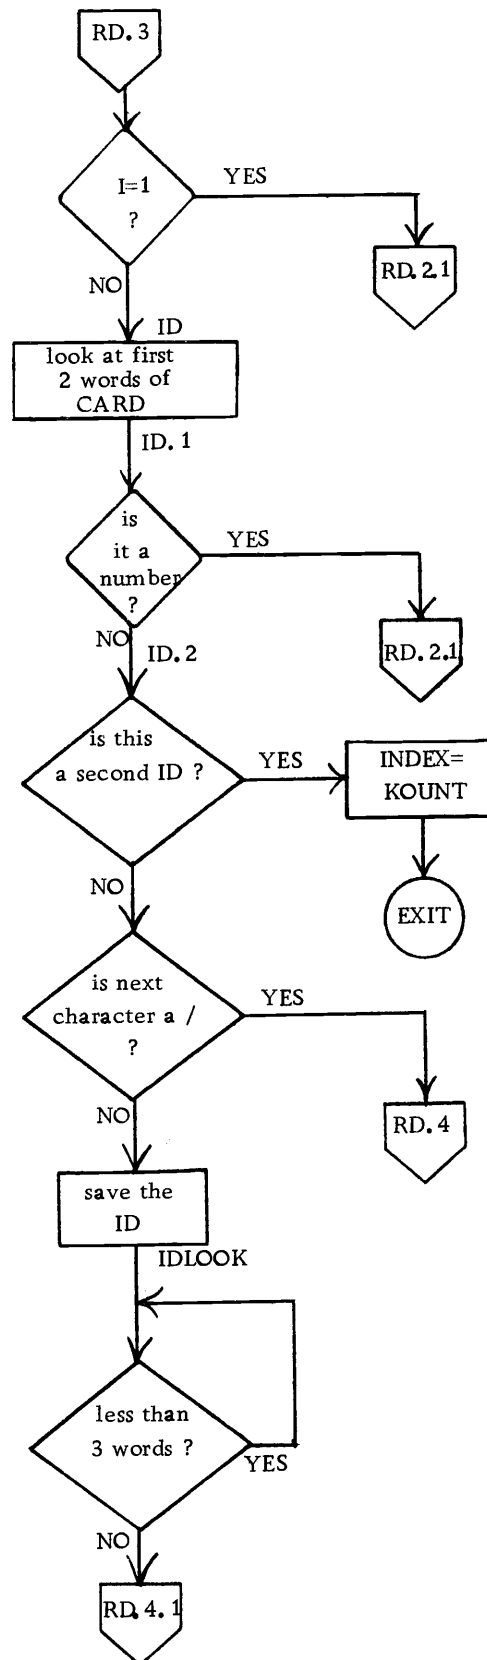 RD.3
I=1
?
YES
RD.2.1
NO
ID
look at first
2 words of
CARD
ID.1
is
it a
number
?
YES
RD.2.1
NO
ID.2
is this
a second ID ?
YES
INDEX=
KOUNT
EXIT
NO
is next
character a /
?
YES
RD.4
NO
save the
ID
IDLOOK
less than
3 words ?
YES
NO
RD.4.1